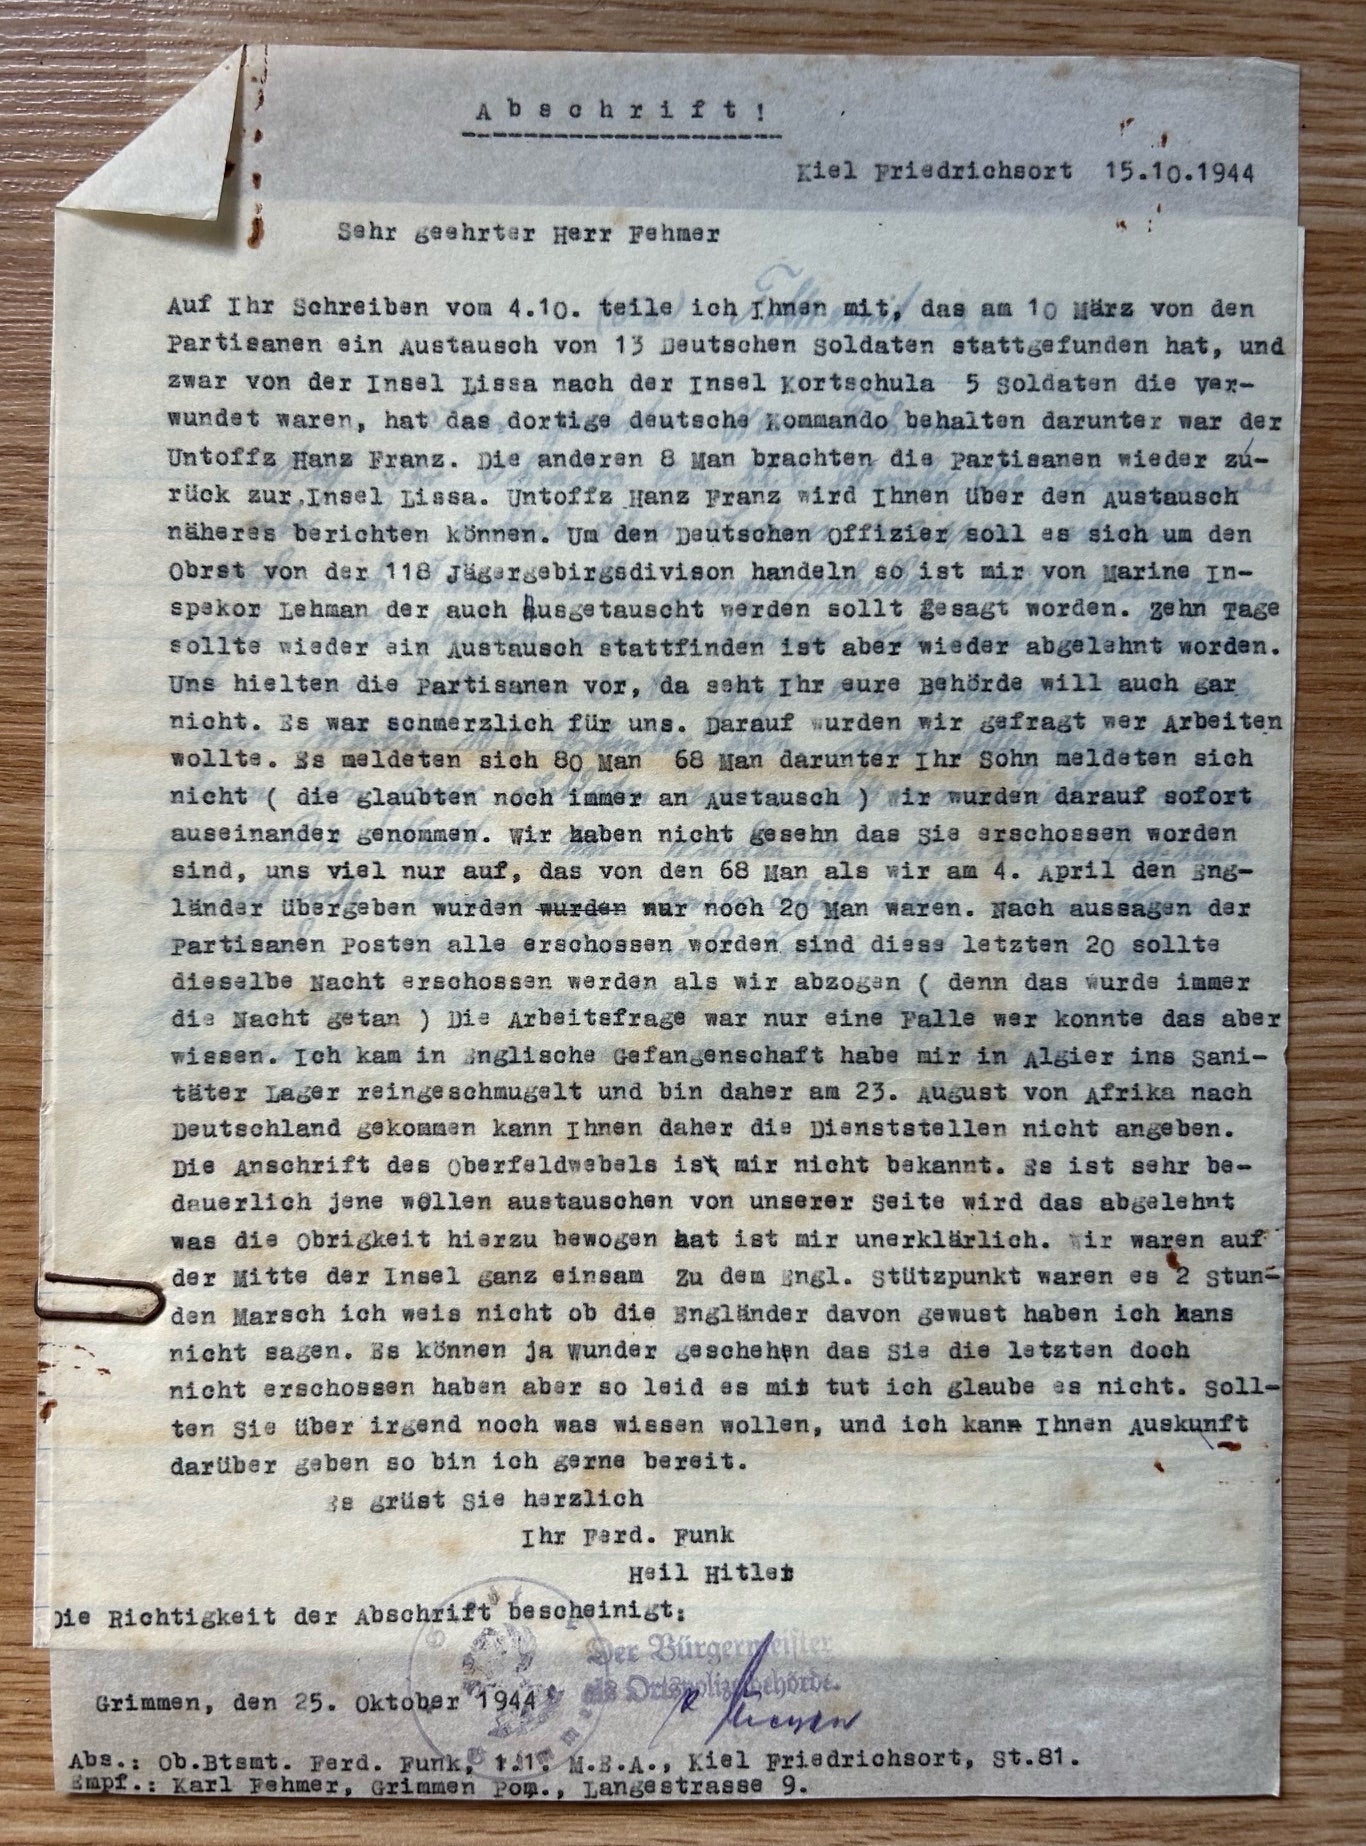 Abschrift!
Kiel Friedrichsort 15.10.1944
Sehr geehrter Herr Fehmer
Auf Ihr Schreiben vom 4.10. teile ich Ihnen mit, das am 10 März von den
Partisanen ein Austausch von 13 Deutschen Soldaten stattgefunden hat, und
zwar von der Insel Lissa nach der Insel Kortschula 5 Soldaten die ver-
wundet waren, hat das dortige deutsche Kommando behalten darunter war der
Untoffz Hanz Franz. Die anderen 8 Man brachten die Partisanen wieder zu-
rück zur Insel Lissa. Untoffz Hanz Franz wird Ihnen über den Austausch
näheres berichten können. Um den Deutschen Offizier soll es sich um den
Obrst von der 118 Jägergebirgsdivison handeln so ist mir von Marine In-
spekor Lehman der auch ausgetauscht werden sollt gesagt worden. Zehn Tage
sollte wieder ein Austausch stattfinden ist aber wieder abgelehnt worden.
Uns hielten die Partisanen vor, da seht Ihr eure Behörde will auch gar
nicht. Es war schmerzlich für uns. Darauf wurden wir gefragt wer Arbeiten
wollte. Es meldeten sich 80 Man 68 Man darunter Ihr Sohn meldeten sich
nicht ( die glaubten noch immer an Austausch ) wir wurden darauf sofort
auseinander genommen. Wir haben nicht gesehn das Sie erschossen worden
sind, uns viel nur auf, das von den 68 Man als wir am 4. April den Eng-
länder übergeben wurden wurden nur noch 20 Man waren. Nach aussagen der
Partisanen Posten alle erschossen worden sind diese letzten 20 sollte
dieselbe Nacht erschossen werden als wir abzogen ( denn das wurde immer
die Nacht getan ) Die Arbeitsfrage war nur eine Falle wer konnte das aber
wissen. Ich kam in Englische Gefangenschaft habe mir in Algier ins Sani-
täter Lager reingeschmugelt und bin daher am 23. August von Afrika nach
Deutschland gekommen kann Ihnen daher die Dienststellen nicht angeben.
Die Anschrift des Oberfeldwebels ist mir nicht bekannt. Es ist sehr be-
dauerlich jene wollen austauschen von unserer Seite wird das abgelehnt
was die Obrigkeit hierzu bewogen hat ist mir unerklärlich. Wir waren auf
der Mitte der Insel ganz einsam Zu dem Engl. Stützpunkt waren es 2 Stun-
den Marsch ich weis nicht ob die Engländer davon gewust haben ich kans
nicht sagen. Es können ja Wunder geschehen das Sie die letzten doch
nicht erschossen haben aber so leid es mir tut ich glaube es nicht. Soll-
ten Sie über irgend noch was wissen wollen, und ich kann Ihnen Auskunft
darüber geben so bin ich gerne bereit.
Es grüst Sie herzlich
Ihr Ferd. Funk
Heil Hitler
Die Richtigkeit der Abschrift bescheinigt:
Der Bürgermeister
als Ortspolizeibehörde.
Grimmen, den 25. Oktober 1944
Abs.: Ob.Btsmt. Ferd. Funk, 1.11. M.E.A., Kiel Friedrichsort, St.81.
Empf.: Karl Fehmer, Grimmen Pom., Langestrasse 9.